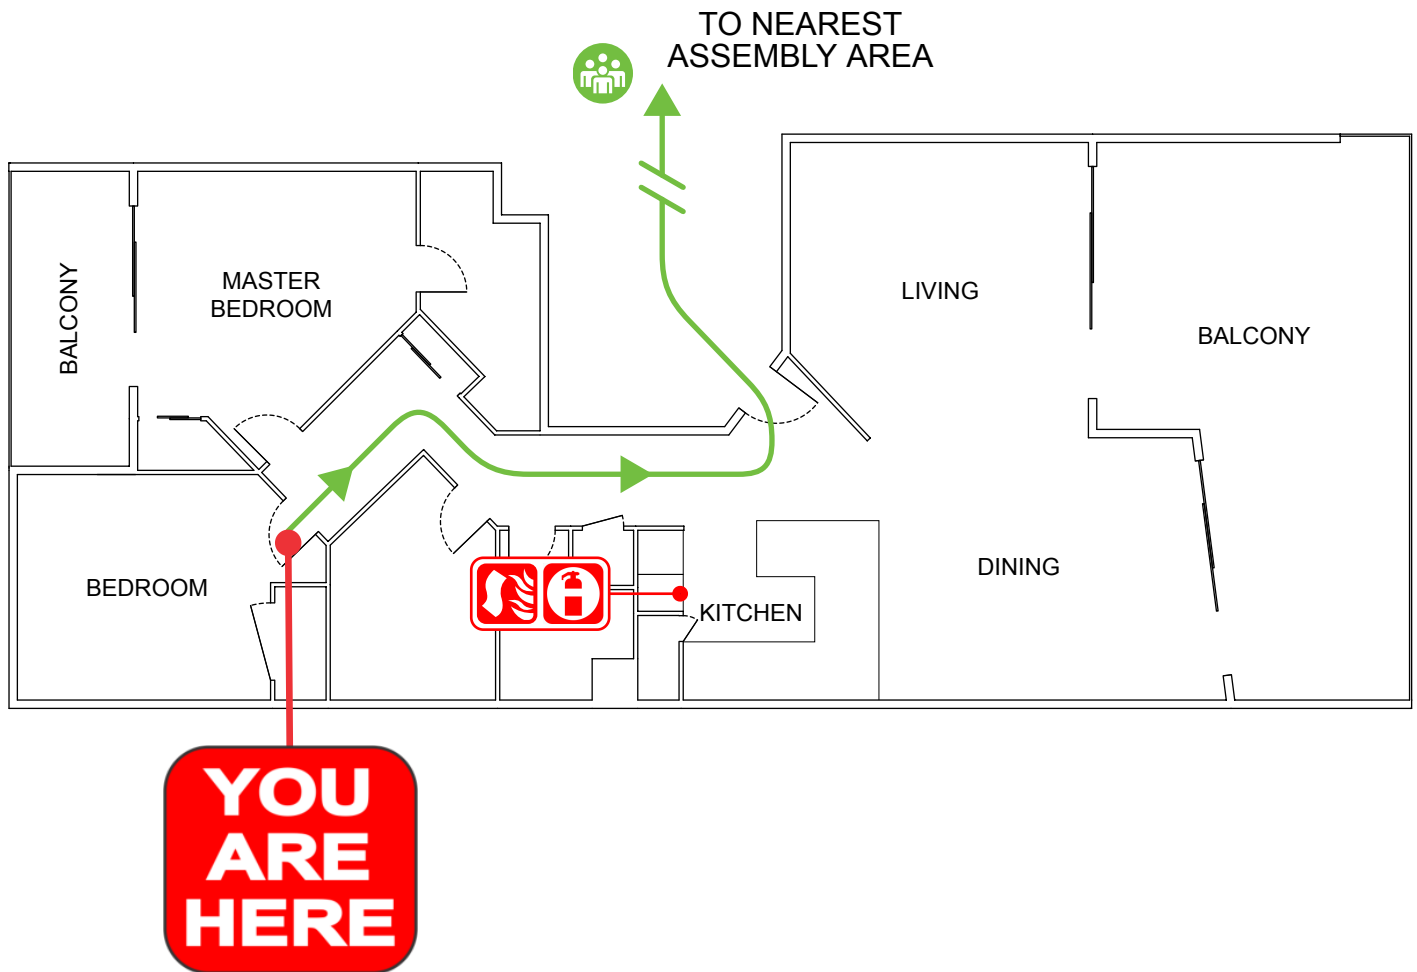 TO NEAREST
ASSEMBLY AREA
BALCONY
MASTER
BEDROOM
LIVING
BALCONY
BEDROOM
KITCHEN
DINING
YOU
ARE
HERE